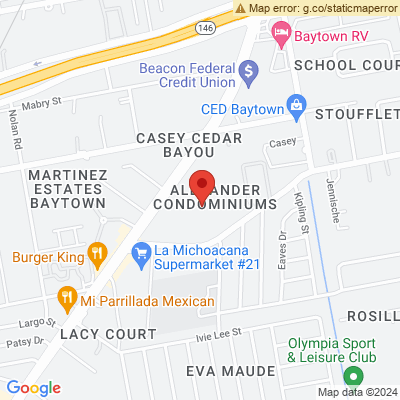 Map error: g.co/staticmaperror
Baytown RV
146
SCHOOL COUR
Beacon Federal
Credit Union
Mabry St
CED Baytown
STOUFFLET
Nolan Rd
CASEY CEDAR
BAYOU
Casey
MARTINEZ
ESTATES
BAYTOWN
ALEXANDER
CONDOMINIUMS
Jennische
Kipling St
Eaves Dr
Burger King
La Michoacana
Supermarket #21
Mi Parrillada Mexican
Largo St
Patsy Dr
LACY COURT
ROSILL
Ivie Lee St
Olympia Sport
& Leisure Club
EVA MAUDE
Google
Map data ©2024